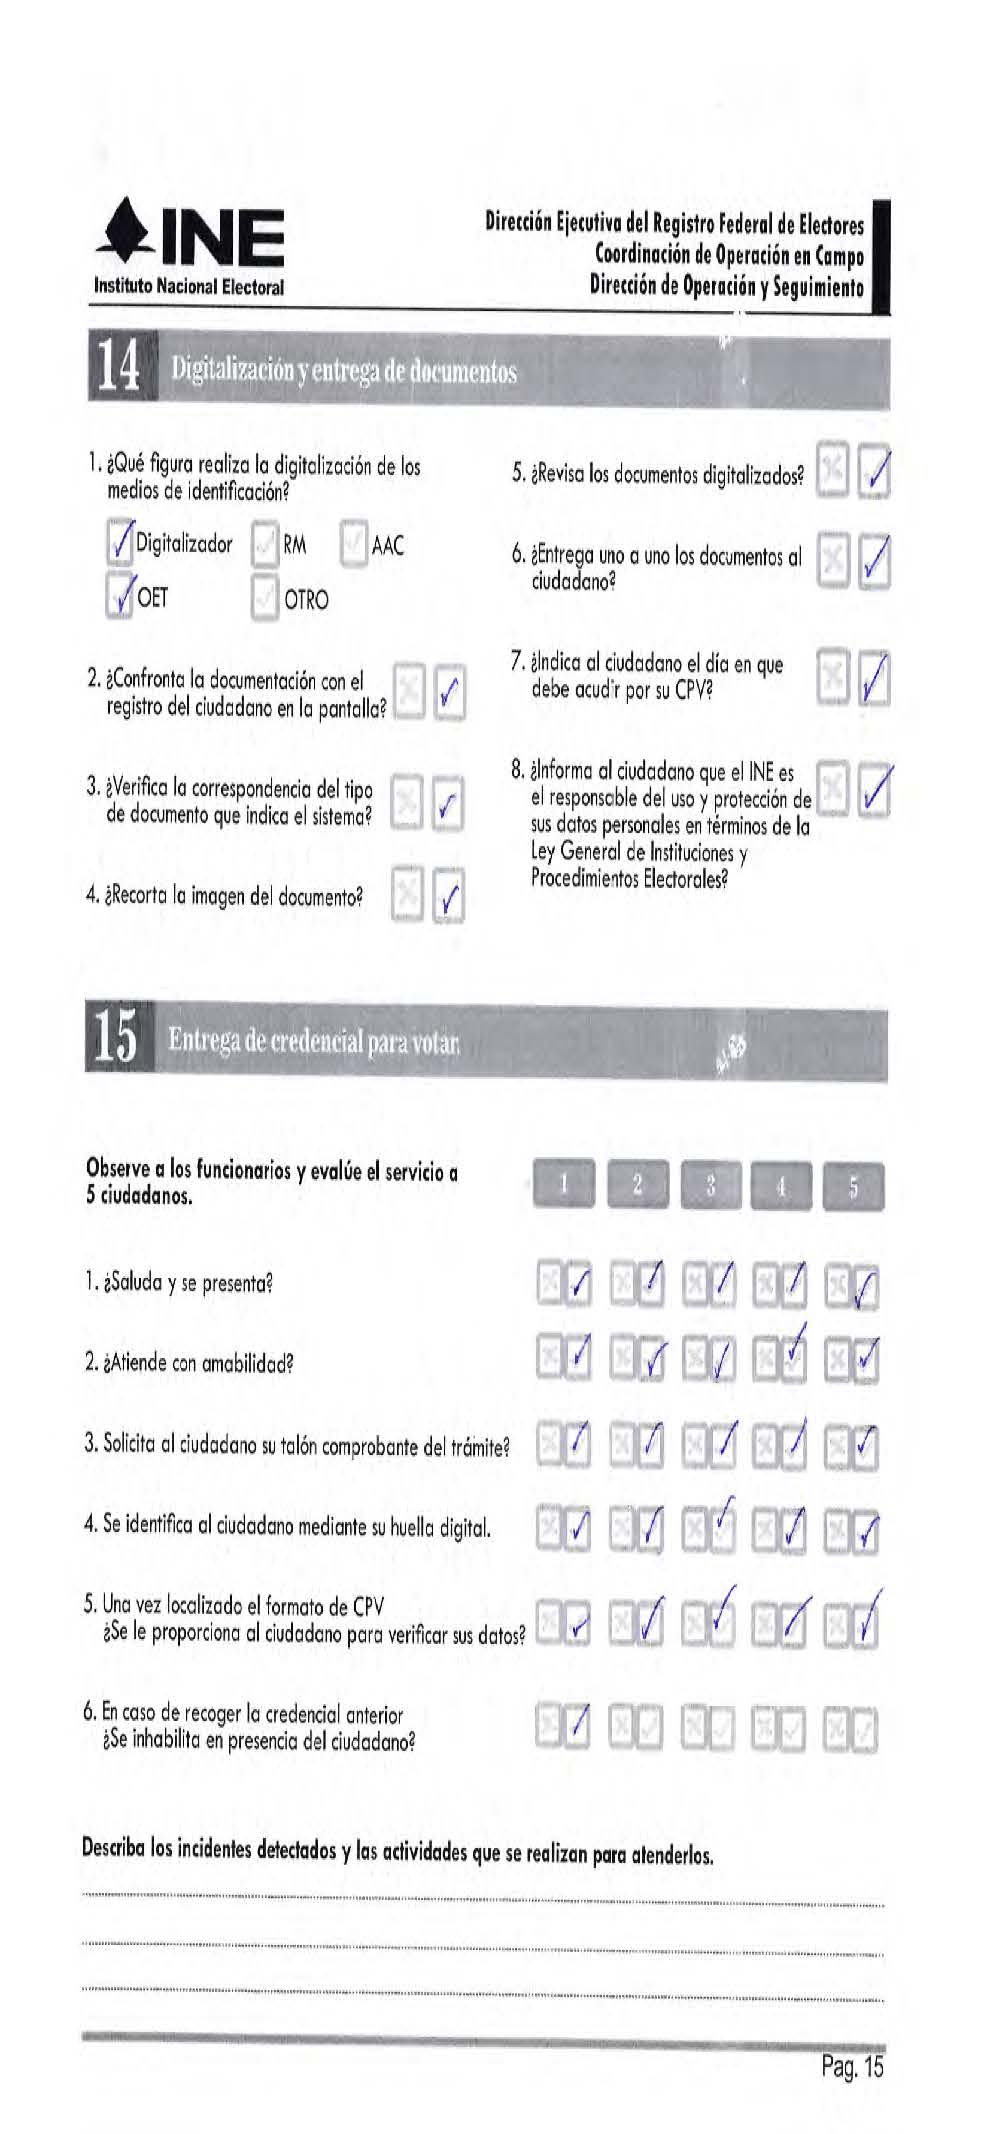 INE
Instituto Nacional Electoral
Dirección Ejecutiva del Registro Federal de Electores
Coordinación de Operación en Campo
Dirección de Operación y Seguimiento
14 Digitalización y entrega de documentos
1. ¿Qué figura realiza la digitalización de los
medios de identificación?
Digitalizador RM AAC
OET OTRO
2. ¿Confronta la documentación con el
registro del ciudadano en la pantalla?
3. ¿Verifica la correspondencia del tipo
de documento que indica el sistema?
4. ¿Recorta la imagen del documento?
5. ¿Revisa los documentos digitalizados?
6. ¿Entrega uno a uno los documentos al
ciudadano?
7. ¿Indica al ciudadano el día en que
debe acudir por su CPV?
8. ¿Informa al ciudadano que el INE es
el responsable del uso y protección de
sus datos personales en términos de la
Ley General de Instituciones y
Procedimientos Electorales?
15 Entrega de credencial para votar.
Observe a los funcionarios y evalúe el servicio a
5 ciudadanos.
1 2 3 4 5
1. ¿Saluda y se presenta?
2. ¿Atiende con amabilidad?
3. Solicita al ciudadano su talón comprobante del trámite?
4. Se identifica al ciudadano mediante su huella digital.
5. Una vez localizado el formato de CPV
¿Se le proporciona al ciudadano para verificar sus datos?
6. En caso de recoger la credencial anterior
¿Se inhabilita en presencia del ciudadano?
Describa los incidentes detectados y las actividades que se realizan para atenderlos.
Pag. 15